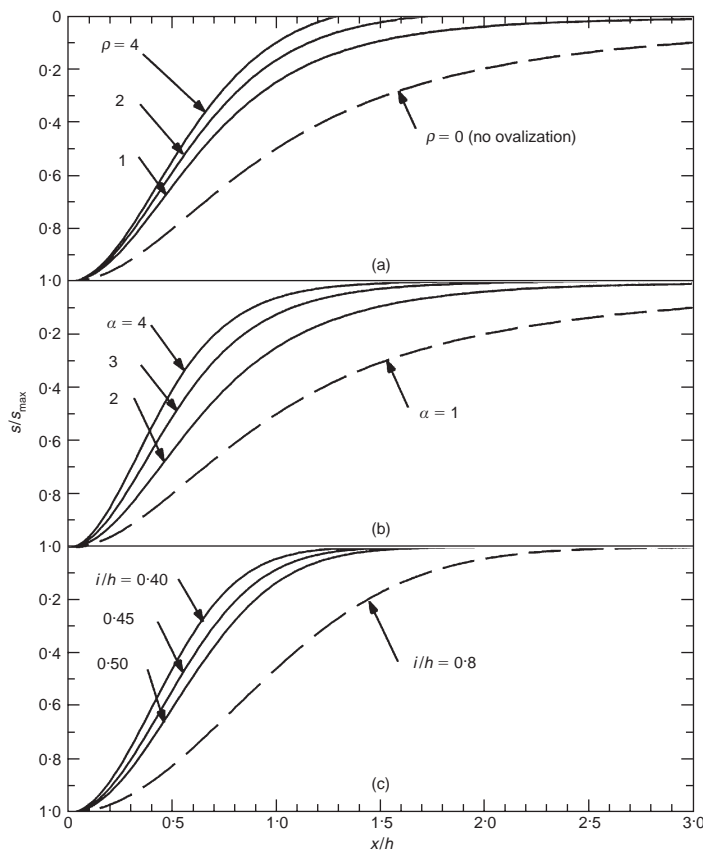 0
ρ = 4
0·2
2
0·4
ρ = 0 (no ovalization)
1
0·6
0·8
(a)
1·0
α = 4
0·2
3
0·4
2
α = 1
s/smax
0·6
0·8
(b)
1·0
i/h = 0.40
0·2
0·45
0·4
0·50
i/h = 0·8
0·6
0·8
(c)
1·0
0 0·5 1·0 1·5 2·0 2·5 3·0
x/h